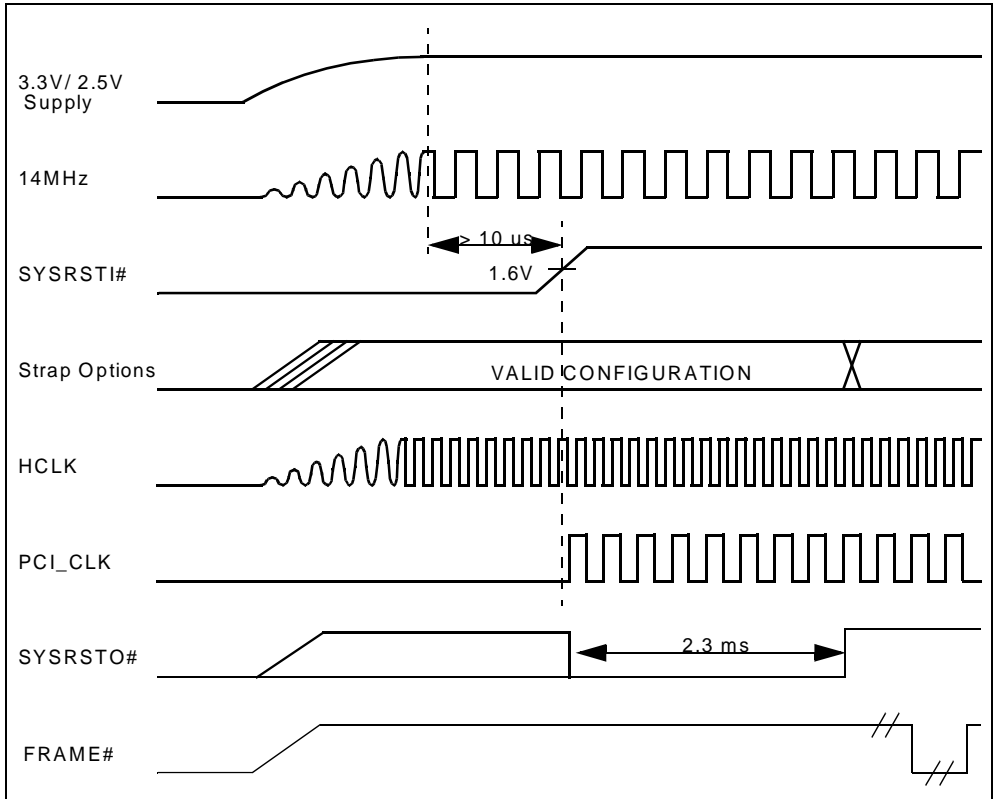 3.3V/ 2.5V
Supply
14MHz
> 10 us
SYSRSTI#
1.6V
Strap Options
VALID CONFIGURATION
HCLK
PCI_CLK
SYSRSTO#
2.3 ms
FRAME#